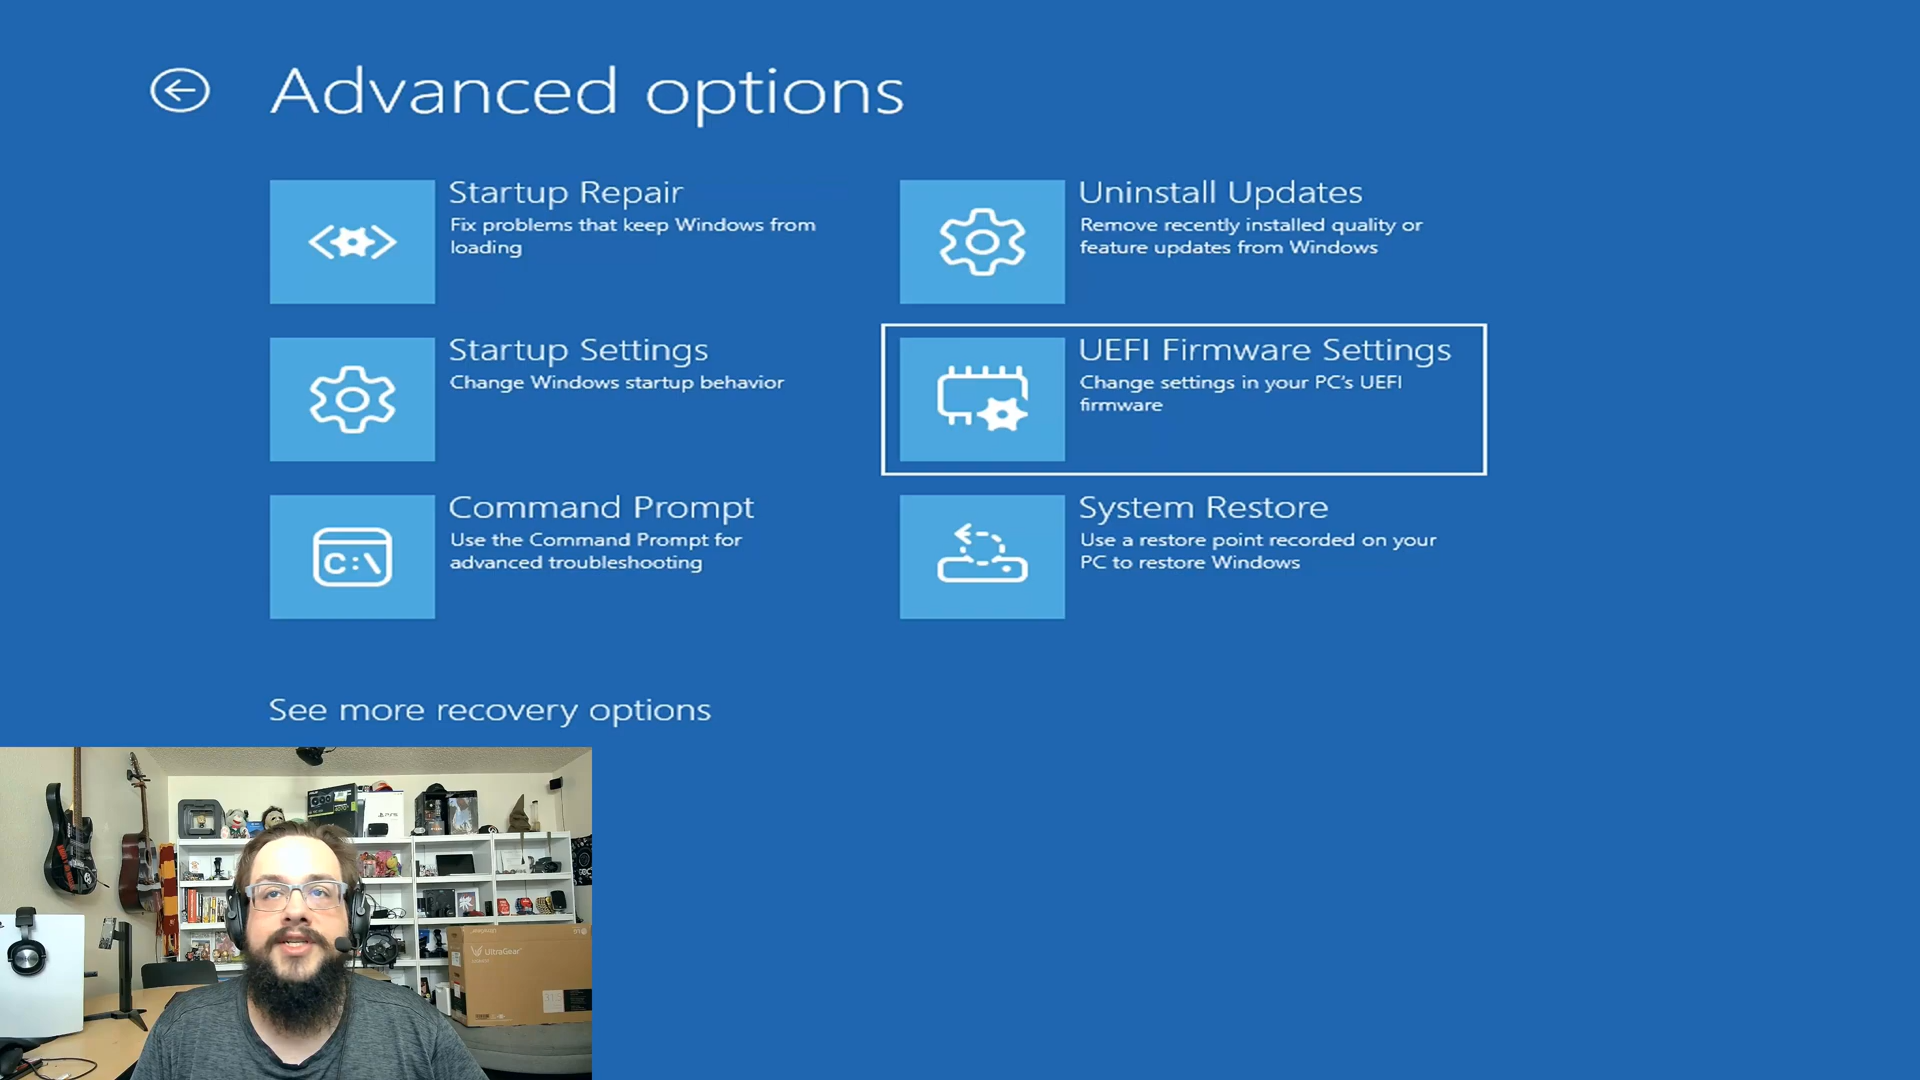 Advanced options
Startup Repair
Fix problems that keep Windows from
loading
Uninstall Updates
Remove recently installed quality or
feature updates from Windows
Startup Settings
Change Windows startup behavior
UEFI Firmware Settings
Change settings in your PC's UEFI
firmware
Command Prompt
Use the Command Prompt for
advanced troubleshooting
C:\
System Restore
Use a restore point recorded on your
PC to restore Windows
See more recovery options
PS5
UltraGear
LG